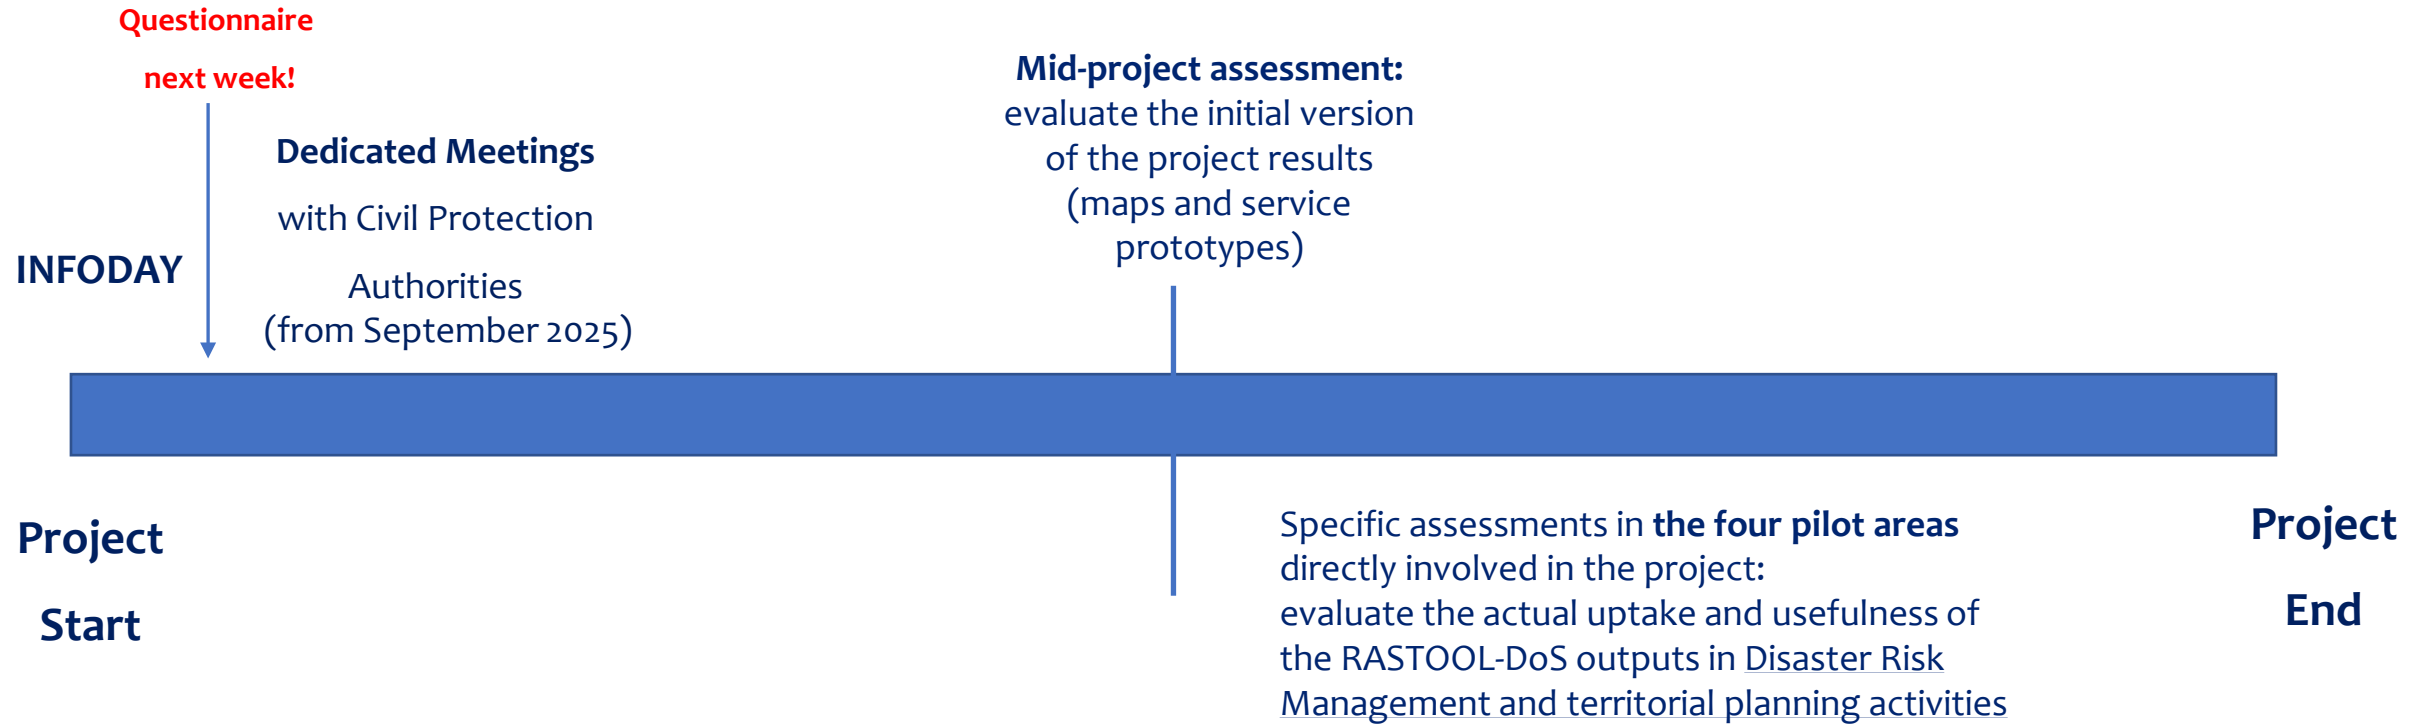 Questionnaire
next week!
Dedicated Meetings
with Civil Protection
Authorities
(from September 2025)
INFODAY
Mid-project assessment:
evaluate the initial version
of the project results
(maps and service
prototypes)
Project
Start
Specific assessments in the four pilot areas
directly involved in the project:
evaluate the actual uptake and usefulness of
the RASTOOL-DoS outputs in Disaster Risk
Management and territorial planning activities
Project
End